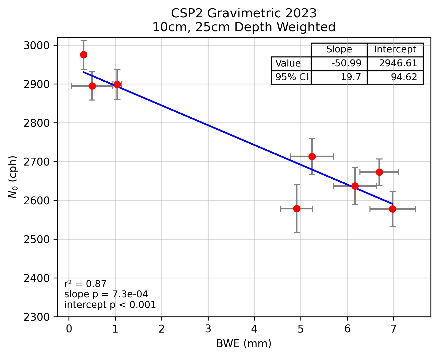 CSP2 Gravimetric 2023
10cm, 25cm Depth Weighted
Slope Intercept
Value -50.99 2946.61
95% CI 19.7 94.62
3000
2900
2800
2700
2600
2500
2400
2300
N₀ (cph)
r² = 0.87
slope p = 7.3e-04
intercept p < 0.001
0 1 2 3 4 5 6 7
BWE (mm)